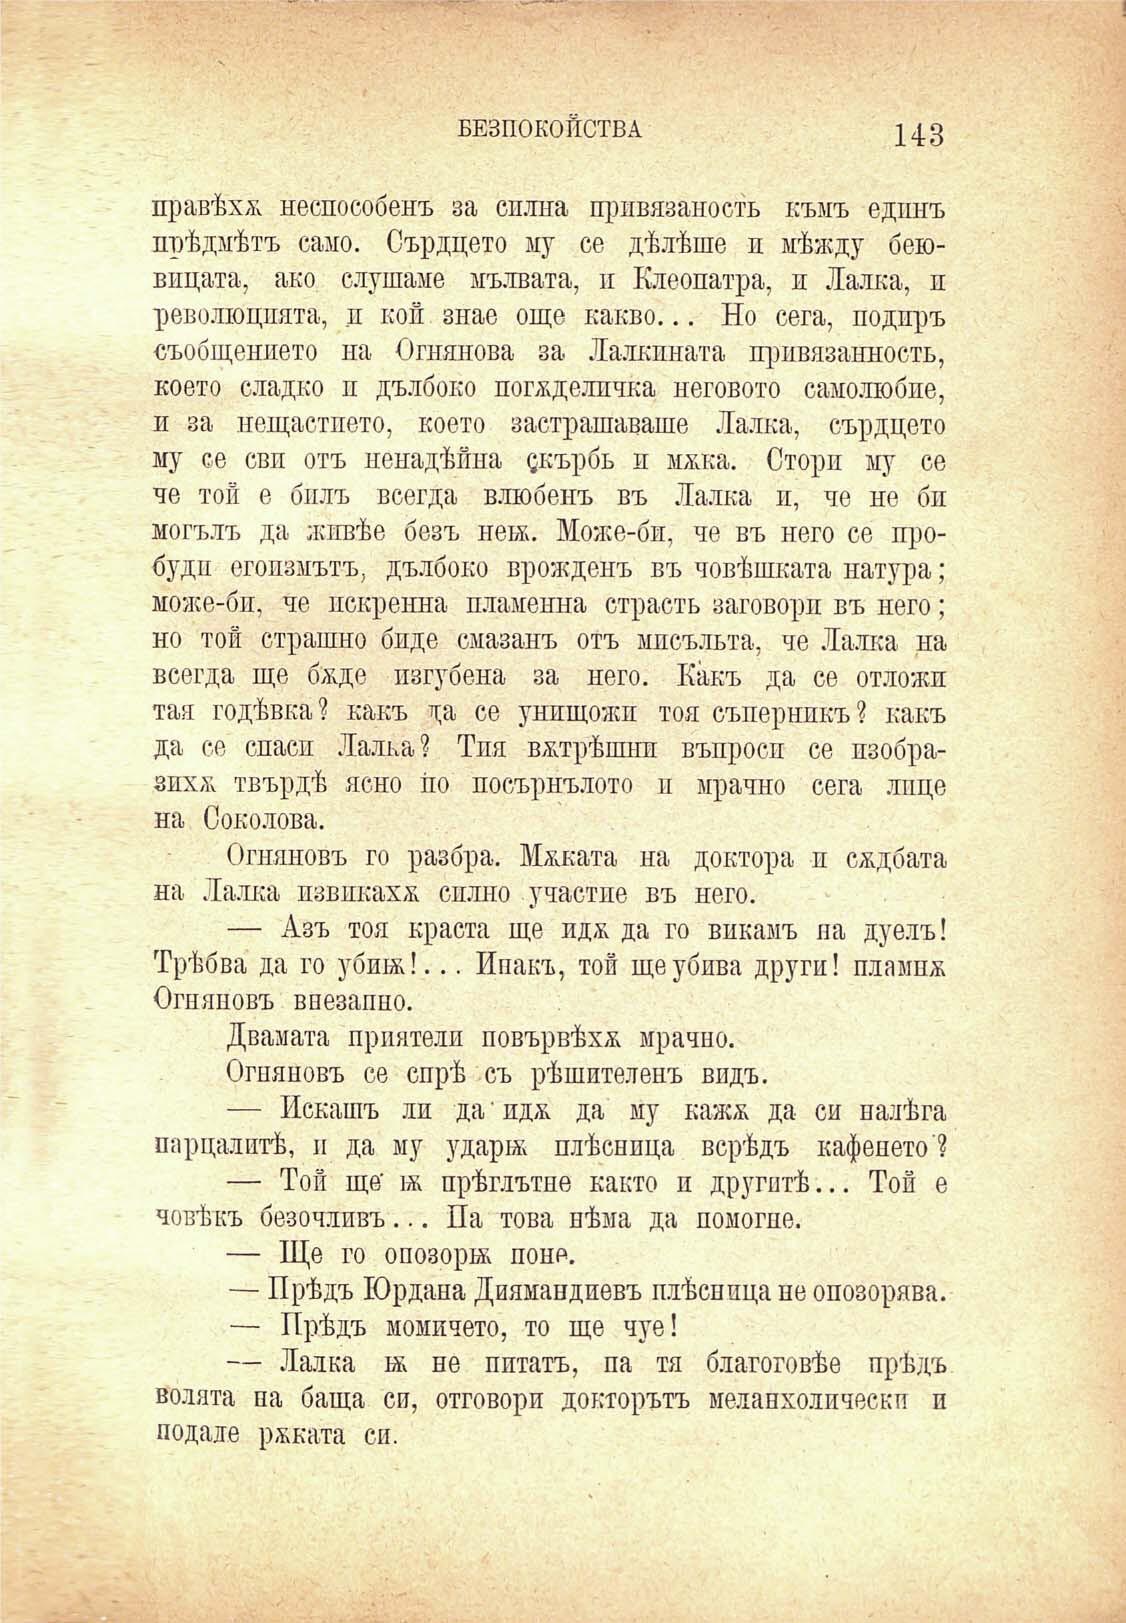 БЕЗПОКОЙСТВА 143
правѣхѫ неспособенъ за силна привязаность къмъ единъ
прѣдмѣтъ само. Сърдцето му се дѣлѣше и мѣжду бею-
вицата, ако слушаме мълвата, и Клеопатра, и Лалка, и
революцията, и кой знае още какво... Но сега, подиръ
съобщението на Огнянова за Лалкината привязанность,
което сладко и дълбоко погѫделичка неговото самолюбие,
и за нещастието, което застрашаваше Лалка, сърдцето
му се сви отъ ненадѣйна скърбь и мѫка. Стори му се
че той е билъ всегда влюбенъ въ Лалка и, че не би
могълъ да живѣе безъ неѭ. Може-би, че въ него се про-
буди егоизмътъ, дълбоко врожденъ въ човѣшката натура;
може-би, че искренна пламенна страсть заговори въ него;
но той страшно биде смазанъ отъ мисъльта, че Лалка на
всегда ще бѫде изгубена за него. Какъ да се отложи
тая годѣвка? какъ да се унищожи тоя съперникъ? какъ
да се спаси Лалка? Тия вѫтрѣшни въпроси се изобра-
зихѫ твърдѣ ясно по посърнълото и мрачно сега лице
на Соколова.
Огняновъ го разбра. Мѫката на доктора и сѫдбата
на Лалка извикахѫ силно участие въ него.
— Азъ тоя краста ще идѫ да го викамъ на дуелъ!
Трѣбва да го убиѭ!... Инакъ, той ще убива други! пламнѫ
Огняновъ внезапно.
Двамата приятели повървѣхѫ мрачно.
Огняновъ се спрѣ съ рѣшителенъ видъ.
— Искашъ ли да идѫ да му кажѫ да си налѣга
парцалитѣ, и да му ударѭ плѣсница всрѣдъ кафенето?
— Той ще ѭ прѣглътне както и другитѣ... Той е
човѣкъ безочливъ... Па това нѣма да помогне.
— Ще го опозорѭ поне.
— Прѣдъ Юрдана Диямандиевъ плѣсница не опозорява.
— Прѣдъ момичето, то ще чуе!
— Лалка ѭ не питатъ, па тя благоговѣе прѣдъ
волята на баща си, отговори докторътъ меланхолически и
подаде рѫката си.